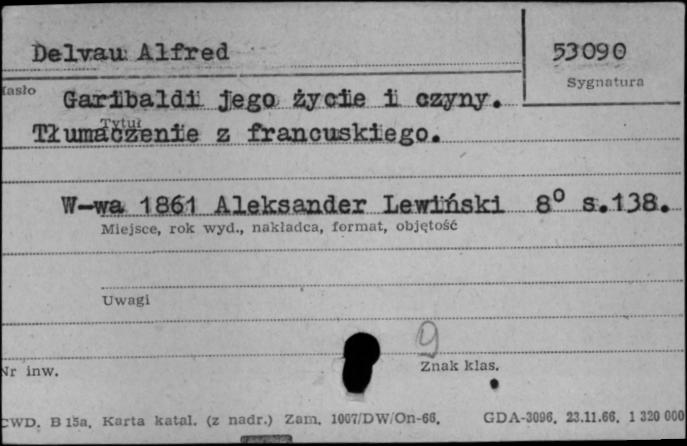 Delvau Alfred
53090
Sygnatura
Hasło
Garibaldi jego życie i czyny.
Tytuł
Tłumaczenie z francuskiego.
W-wa 1861 Aleksander Lewiński 8⁰ s.138.
Miejsce, rok wyd., nakładca, format, objętość
Uwagi
9
Nr inw.
Znak klas.
CWD. B 15a. Karta katal. (z nadr.) Zam. 1007/DW/On-66. GDA-3096. 23.11.66. 1 320 000